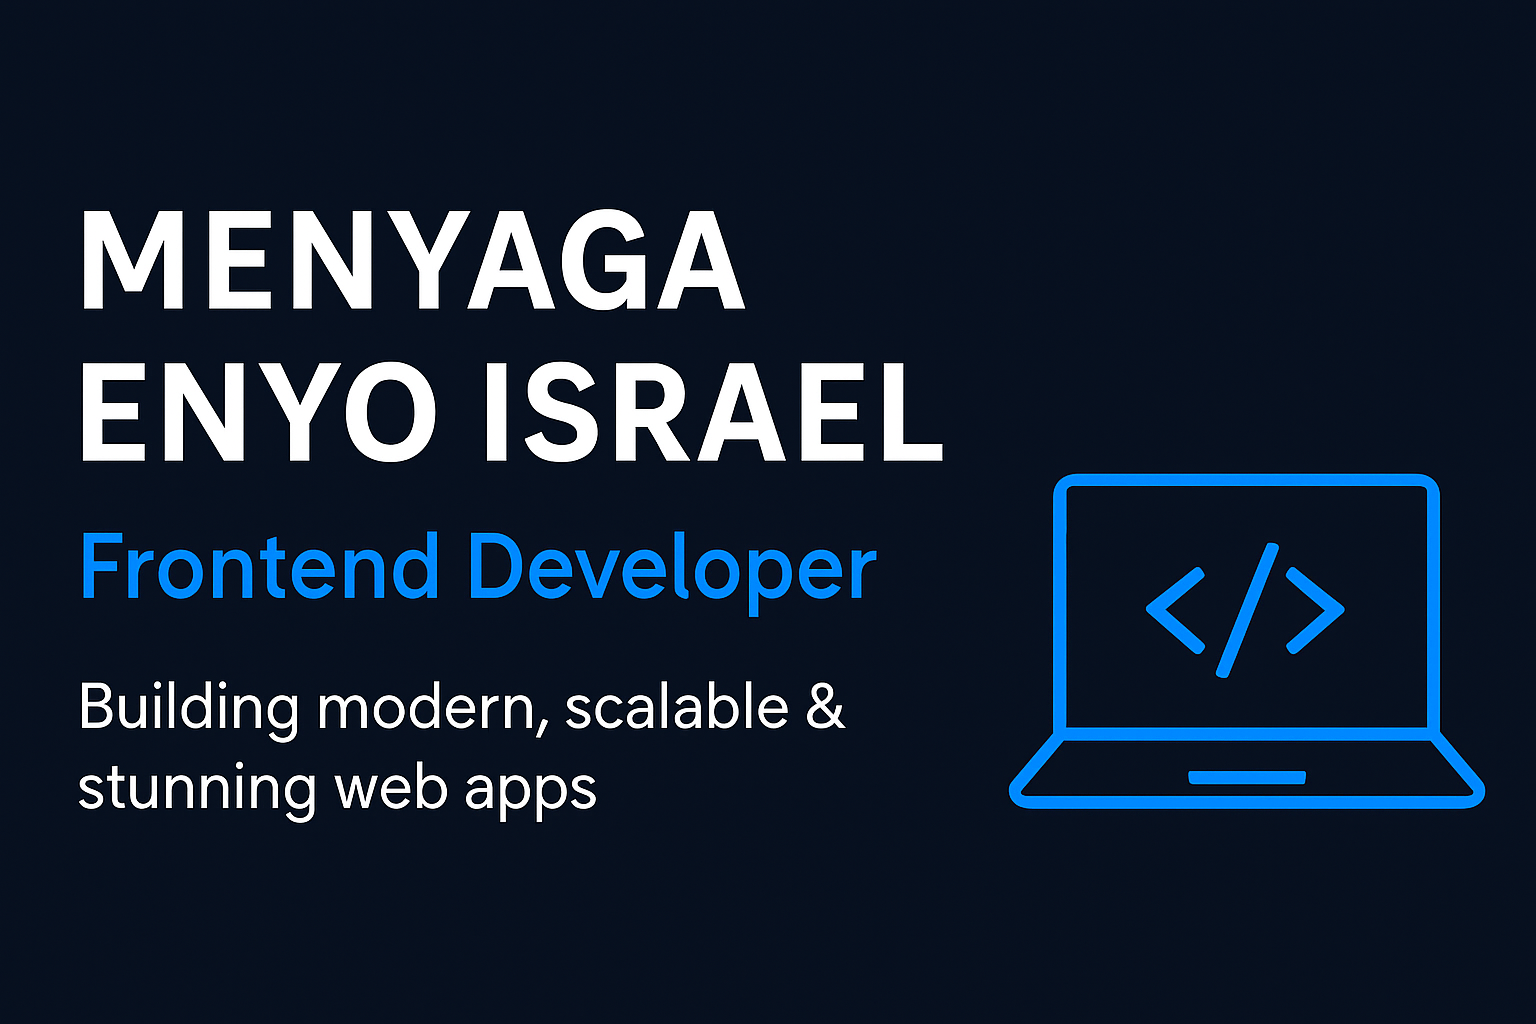 MENYAGA
ENYO ISRAEL
Frontend Developer
Building modern, scalable &
stunning web apps
</>